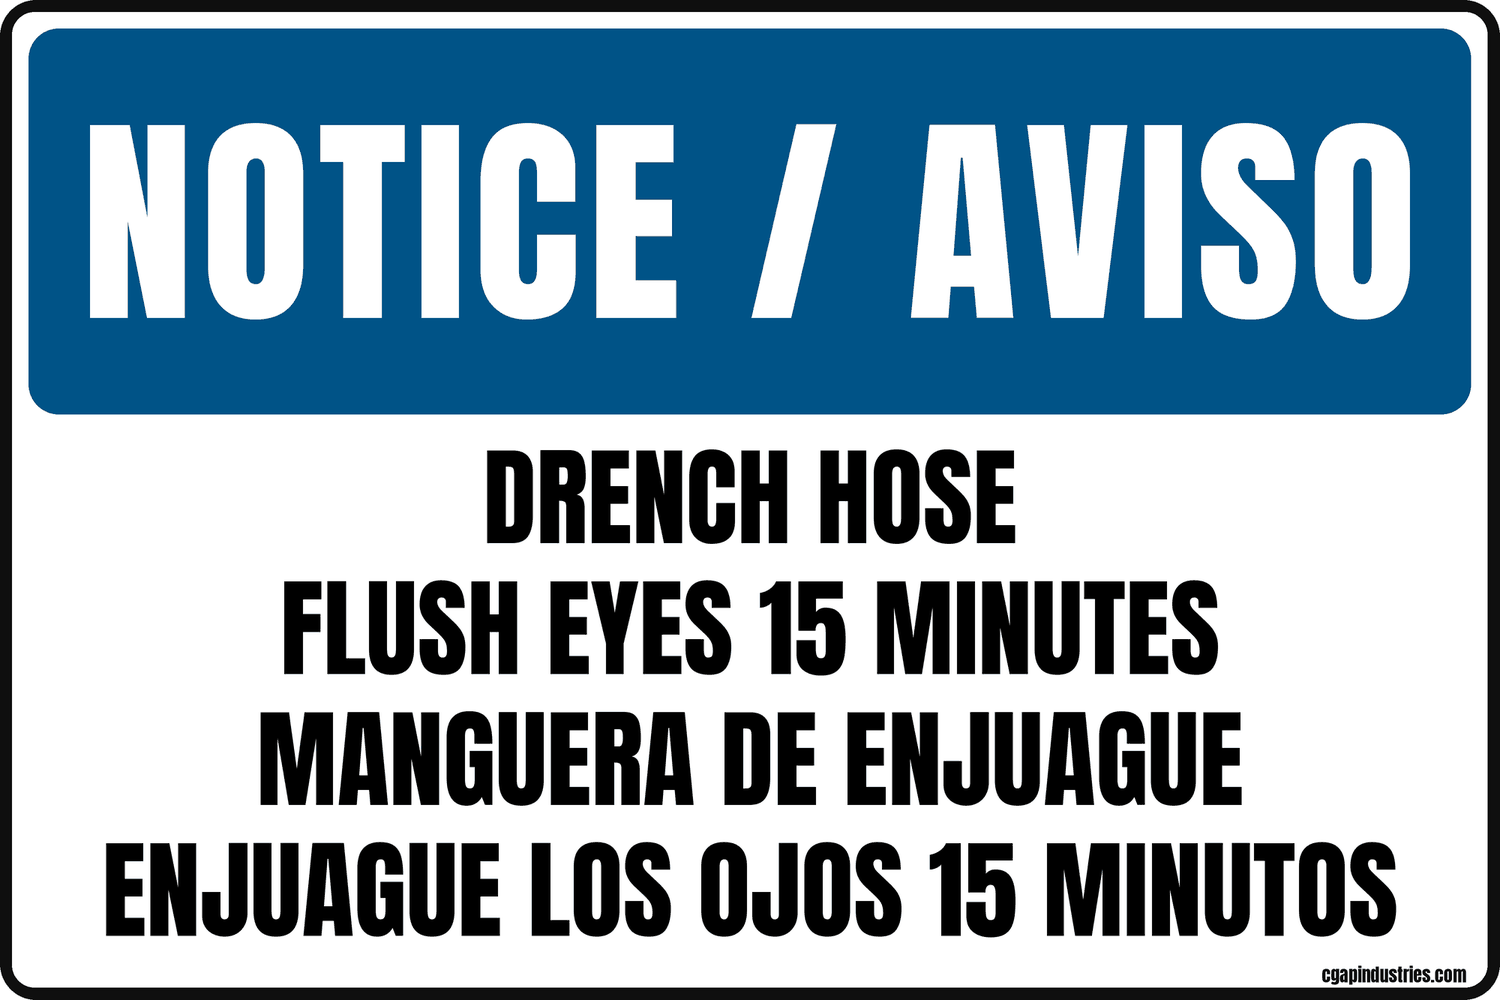 NOTICE / AVISO
DRENCH HOSE
FLUSH EYES 15 MINUTES
MANGUERA DE ENJUAGUE
ENJUAGUE LOS OJOS 15 MINUTOS
cgapindustries.com